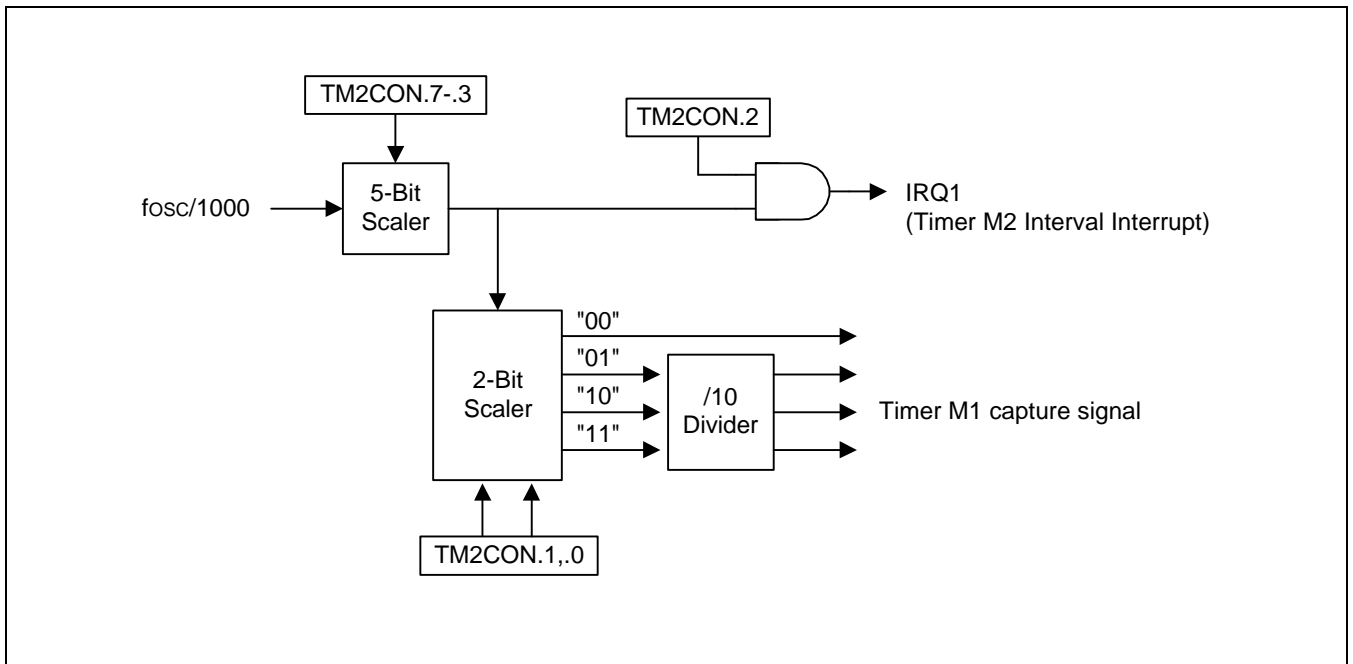 TM2CON.7-.3
TM2CON.2
5-Bit
Scaler
fOSC/1000
IRQ1
(Timer M2 Interval Interrupt)
"00"
"01"
"10"
"11"
2-Bit
Scaler
/10
Divider
Timer M1 capture signal
TM2CON.1,.0